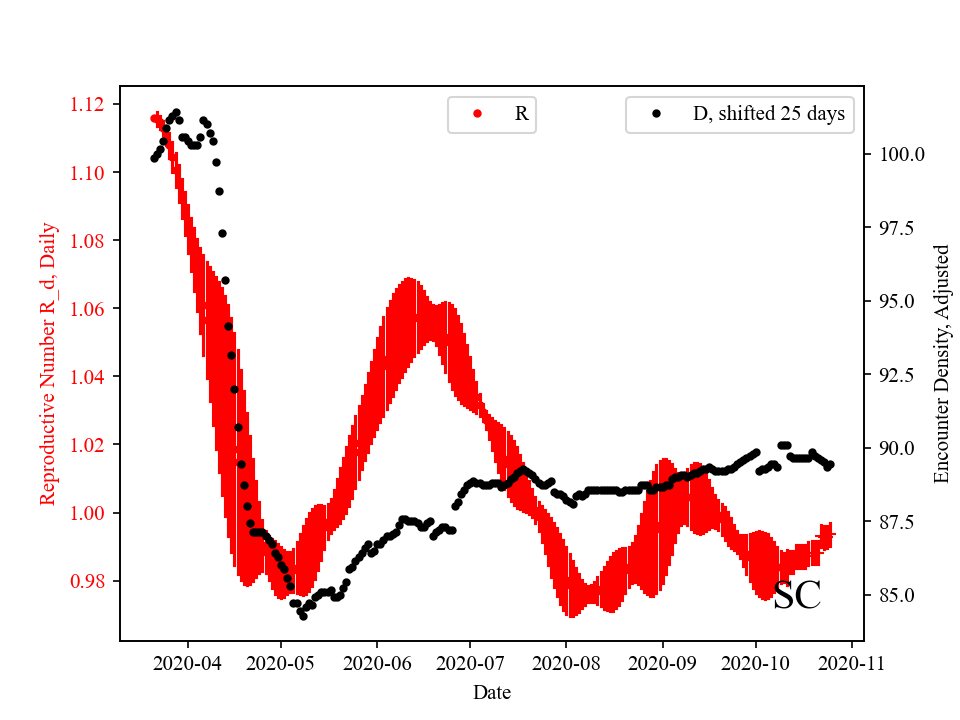 R
D, shifted 25 days
Reproductive Number R_d, Daily
1.12
1.10
1.08
1.06
1.04
1.02
1.00
0.98
100.0
97.5
95.0
92.5
90.0
87.5
85.0
Encounter Density, Adjusted
SC
2020-04 2020-05 2020-06 2020-07 2020-08 2020-09 2020-10 2020-11
Date